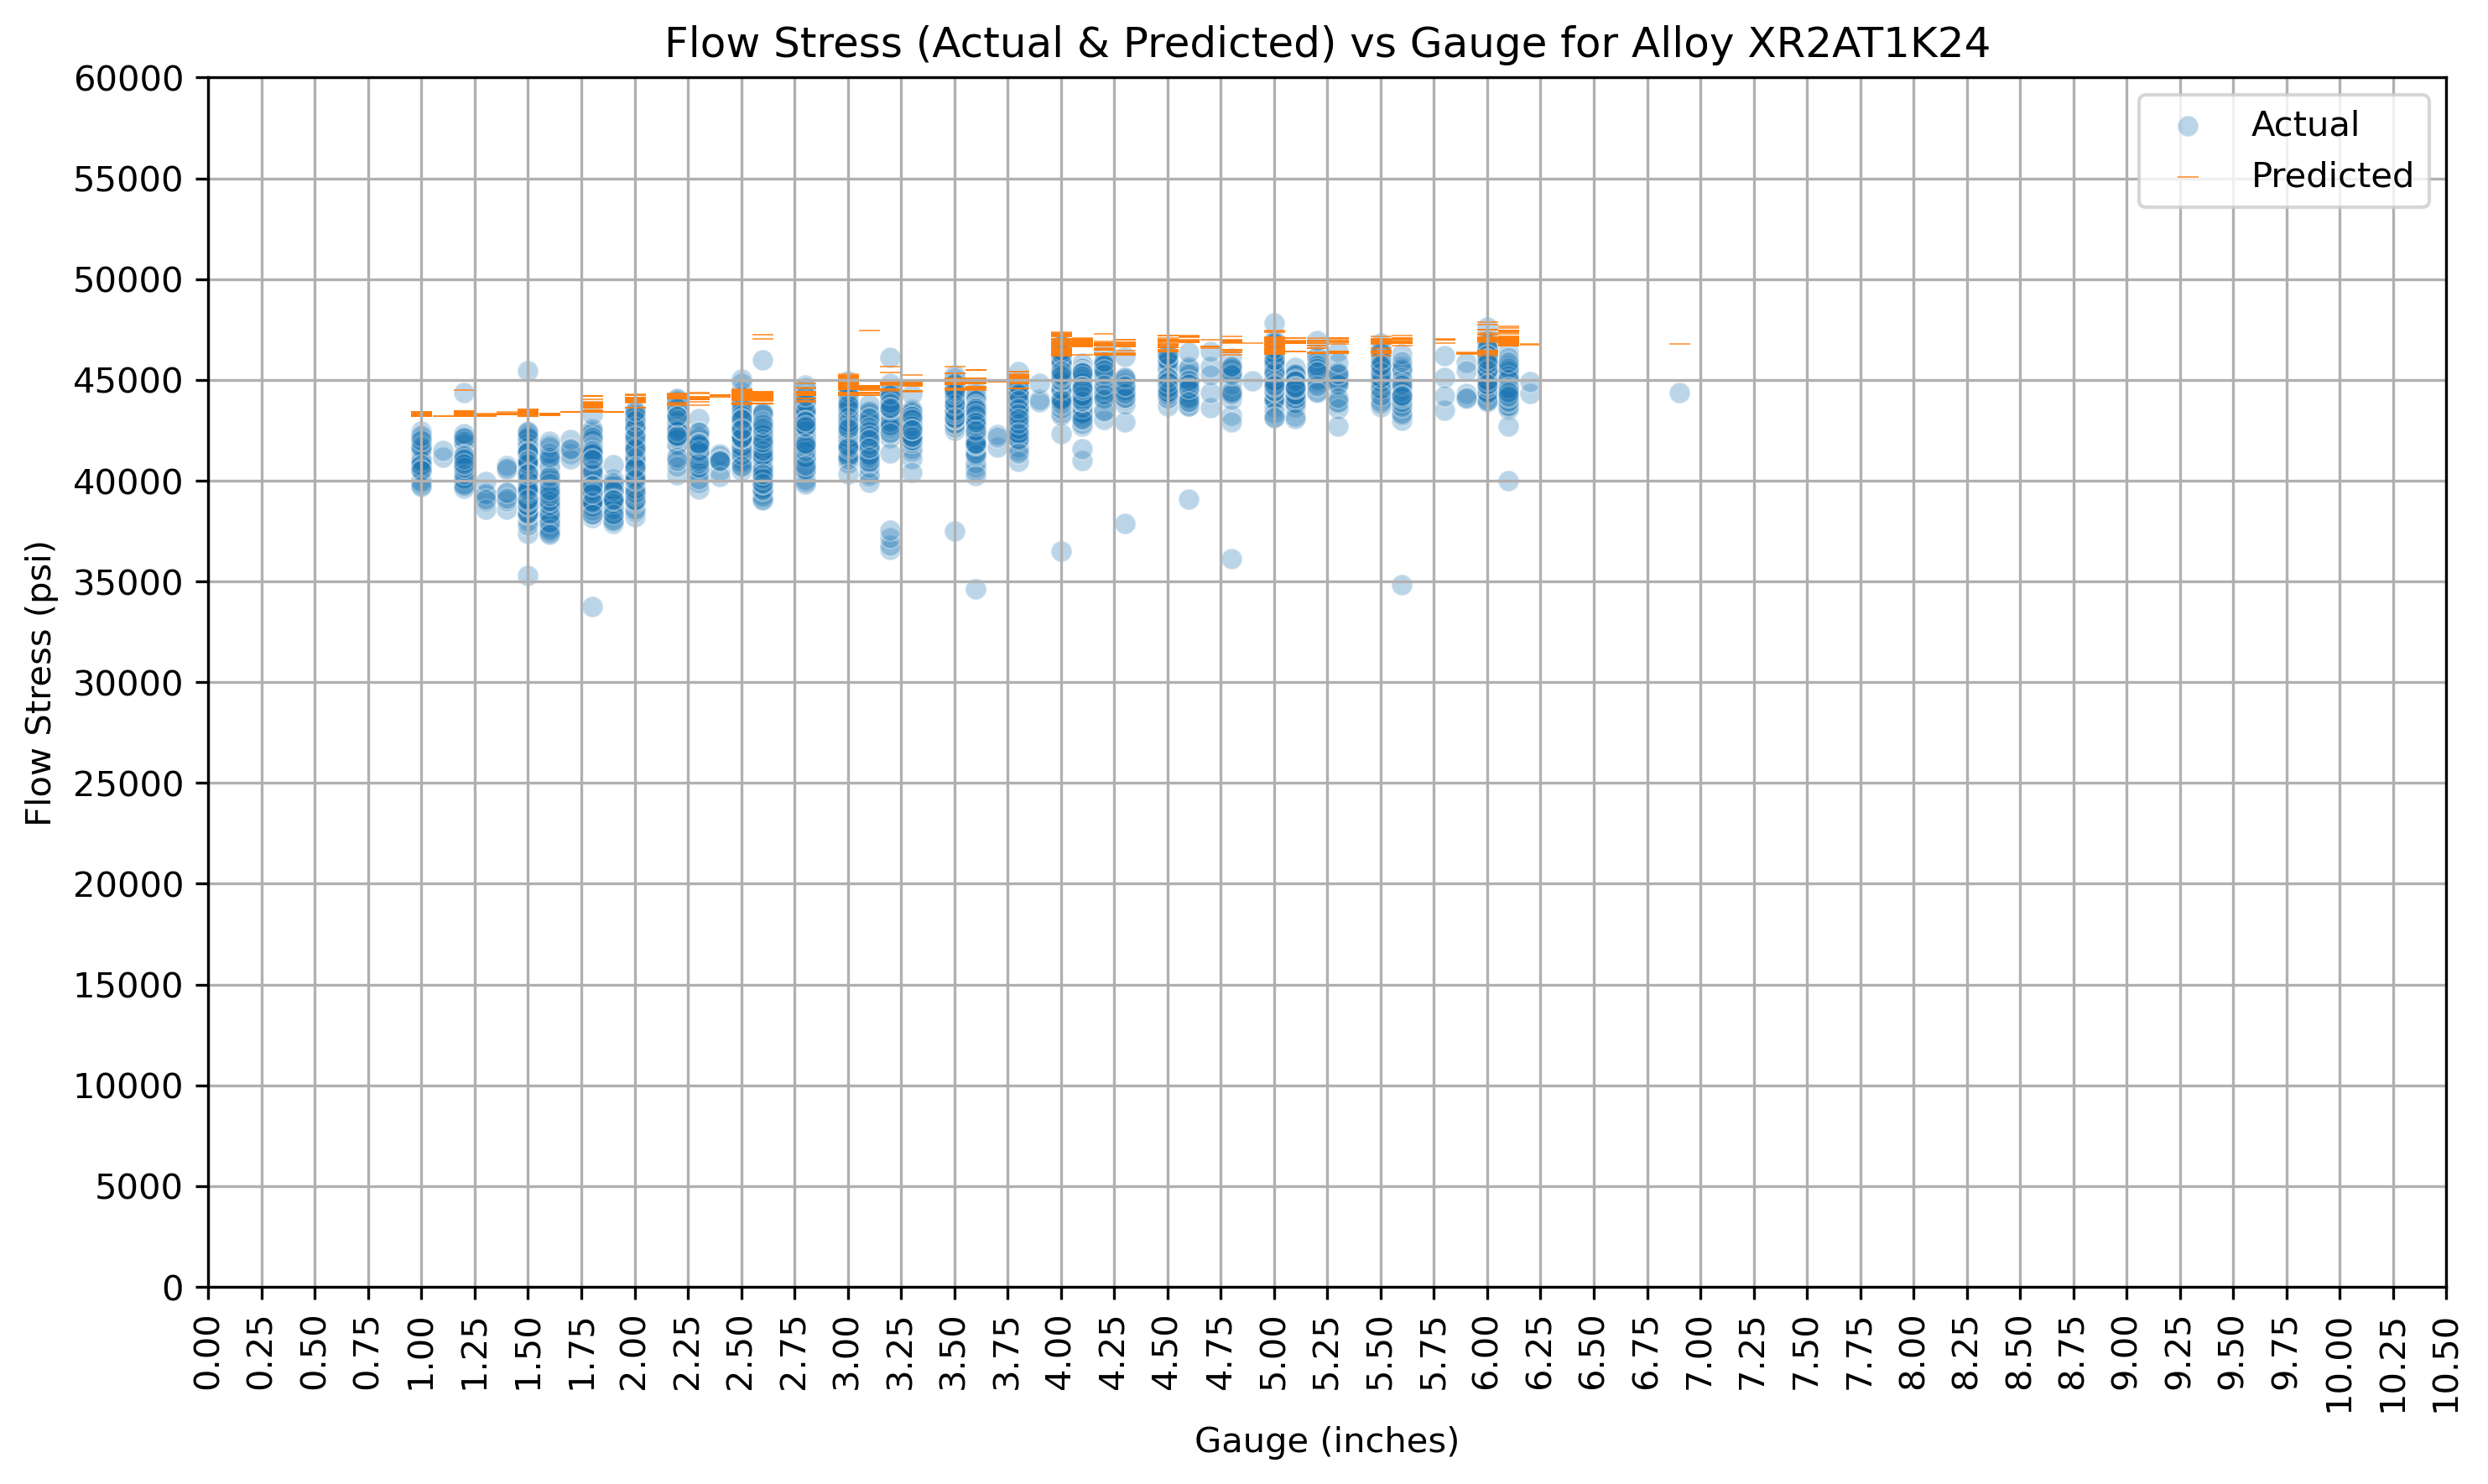 Flow Stress (Actual & Predicted) vs Gauge for Alloy XR2AT1K24
60000
55000
50000
45000
40000
35000
30000
25000
20000
15000
10000
5000
0
Flow Stress (psi)
Actual
Predicted
0.00 0.25 0.50 0.75 1.00 1.25 1.50 1.75 2.00 2.25 2.50 2.75 3.00 3.25 3.50 3.75 4.00 4.25 4.50 4.75 5.00 5.25 5.50 5.75 6.00 6.25 6.50 6.75 7.00 7.25 7.50 7.75 8.00 8.25 8.50 8.75 9.00 9.25 9.50 9.75 10.00 10.25 10.50
Gauge (inches)